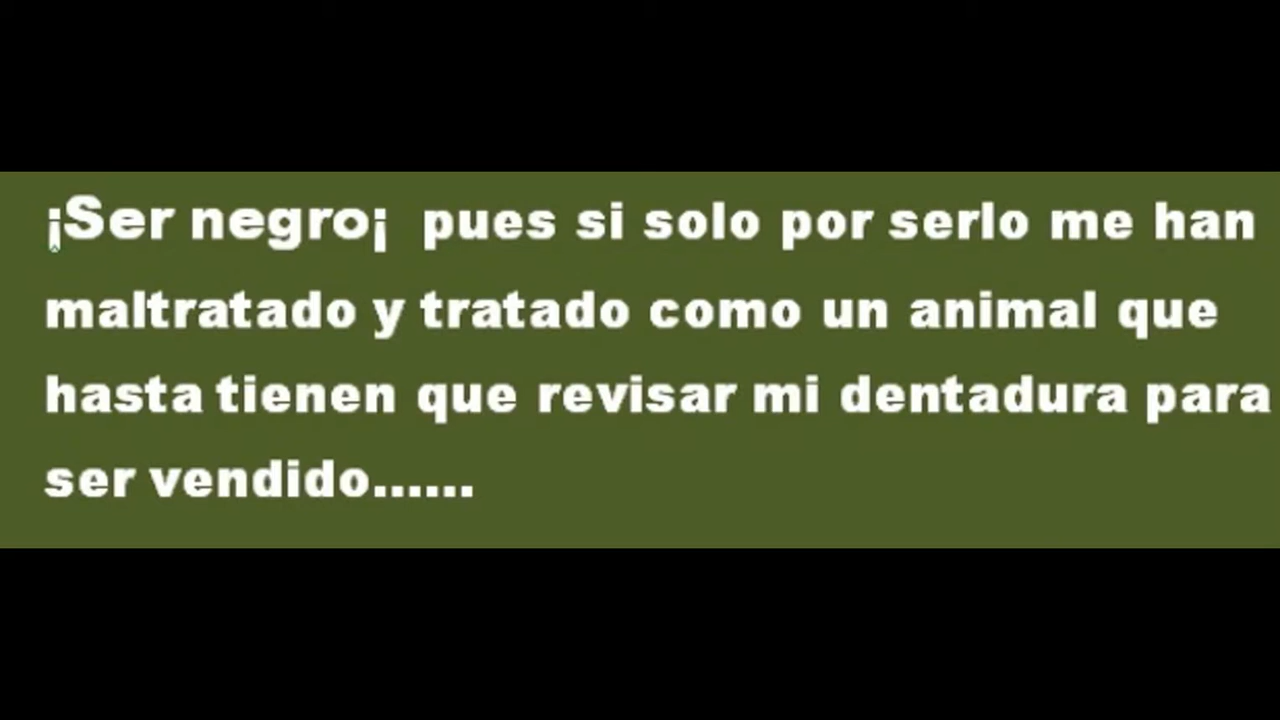 ¡Ser negro¡ pues si solo por serlo me han
maltratado y tratado como un animal que
hasta tienen que revisar mi dentadura para
ser vendido......